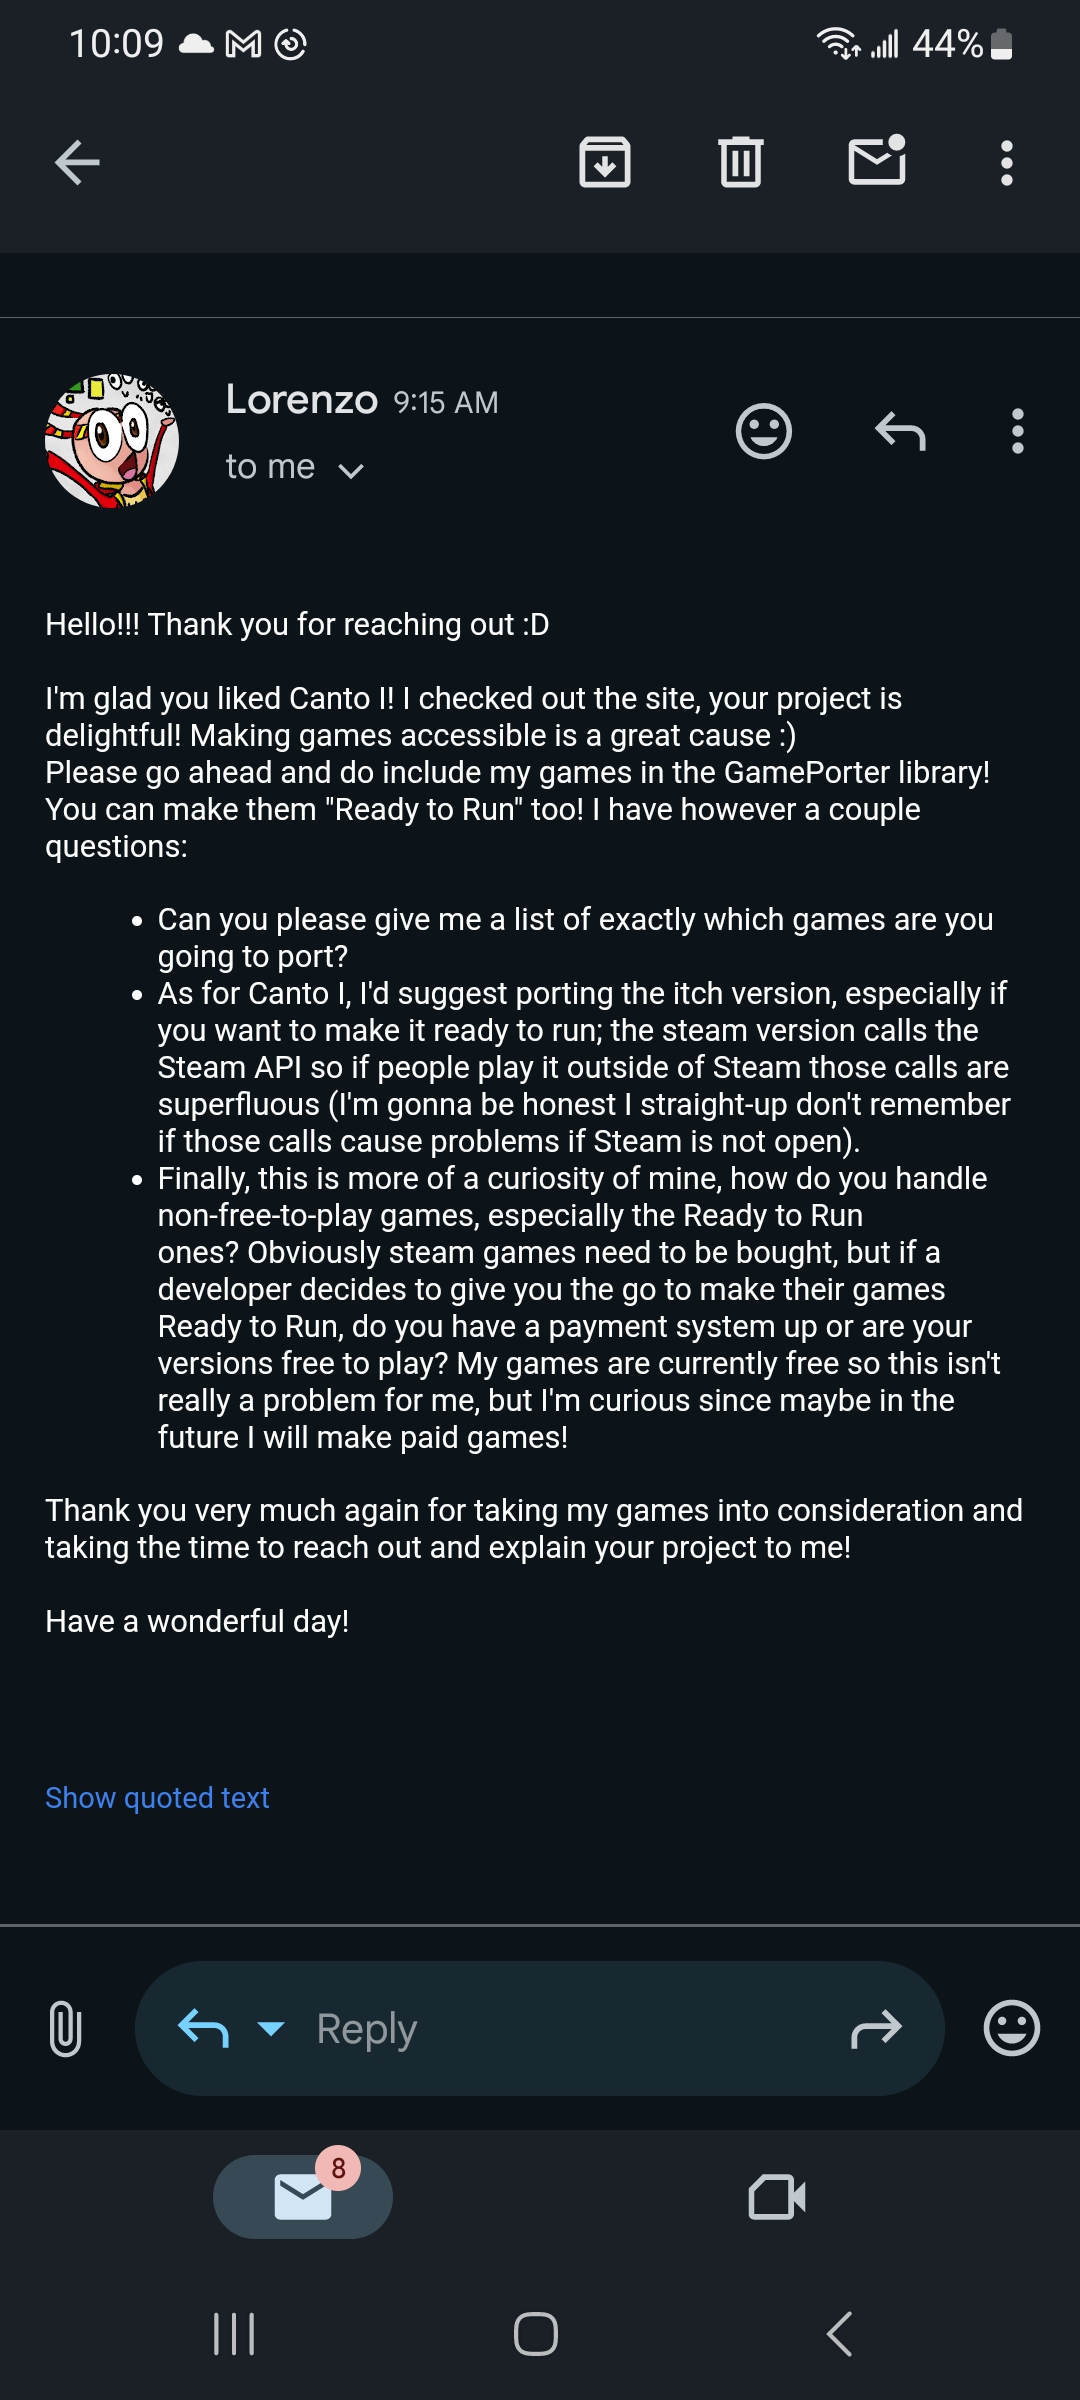 10:09
44%
Lorenzo 9:15 AM
to me
Hello!!! Thank you for reaching out :D
I'm glad you liked Canto I! I checked out the site, your project is
delightful! Making games accessible is a great cause :)
Please go ahead and do include my games in the GamePorter library!
You can make them "Ready to Run" too! I have however a couple
questions:
• Can you please give me a list of exactly which games are you
going to port?
• As for Canto I, I'd suggest porting the itch version, especially if
you want to make it ready to run; the steam version calls the
Steam API so if people play it outside of Steam those calls are
superfluous (I'm gonna be honest I straight-up don't remember
if those calls cause problems if Steam is not open).
• Finally, this is more of a curiosity of mine, how do you handle
non-free-to-play games, especially the Ready to Run
ones? Obviously steam games need to be bought, but if a
developer decides to give you the go to make their games
Ready to Run, do you have a payment system up or are your
versions free to play? My games are currently free so this isn't
really a problem for me, but I'm curious since maybe in the
future I will make paid games!
Thank you very much again for taking my games into consideration and
taking the time to reach out and explain your project to me!
Have a wonderful day!
Show quoted text
Reply
8